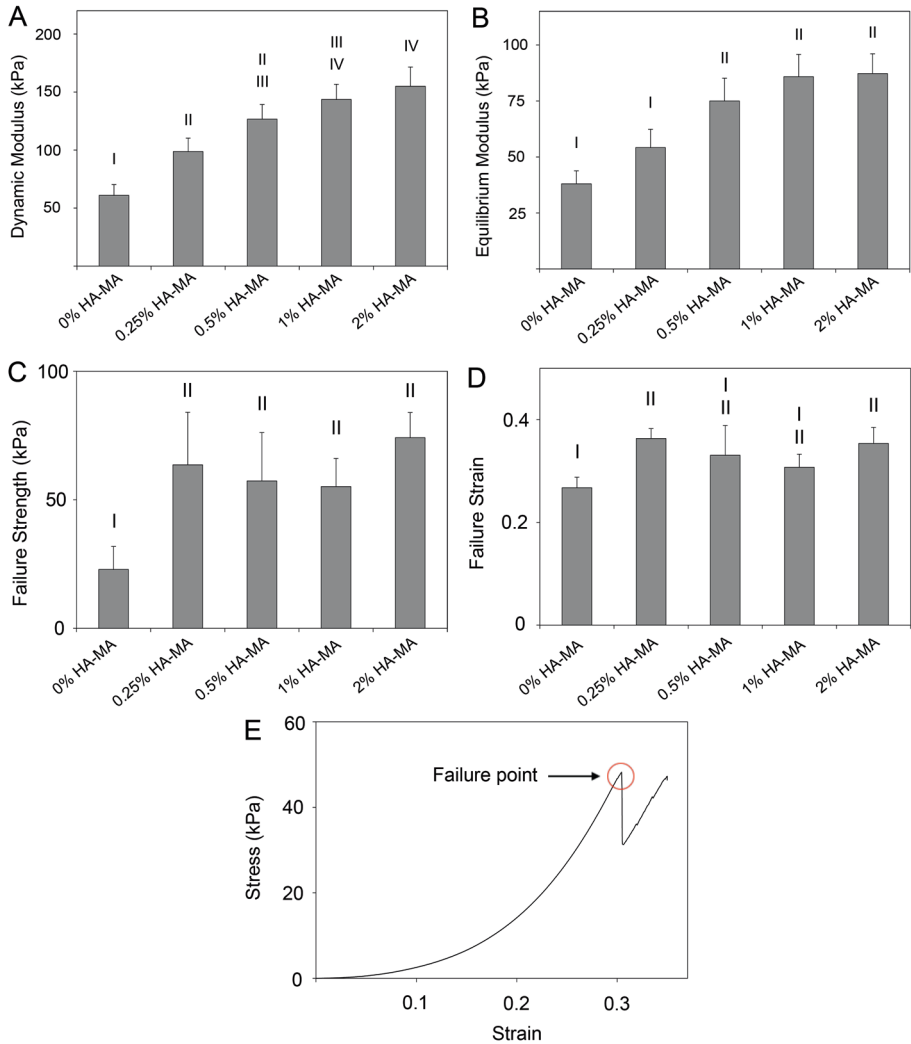 A
Dynamic Modulus (kPa)
200
150
100
50
I
II
II
III
III
IV
IV
0% HA-MA
0.25% HA-MA
0.5% HA-MA
1% HA-MA
2% HA-MA
B
Equilibrium Modulus (kPa)
100
75
50
25
I
I
II
II
II
0% HA-MA
0.25% HA-MA
0.5% HA-MA
1% HA-MA
2% HA-MA
C
Failure Strength (kPa)
100
50
0
I
II
II
II
II
0% HA-MA
0.25% HA-MA
0.5% HA-MA
1% HA-MA
2% HA-MA
D
Failure Strain
0.4
0.2
0
I
II
I
II
I
II
II
0% HA-MA
0.25% HA-MA
0.5% HA-MA
1% HA-MA
2% HA-MA
E
Stress (kPa)
60
40
20
0
Failure point
0.1
0.2
0.3
Strain